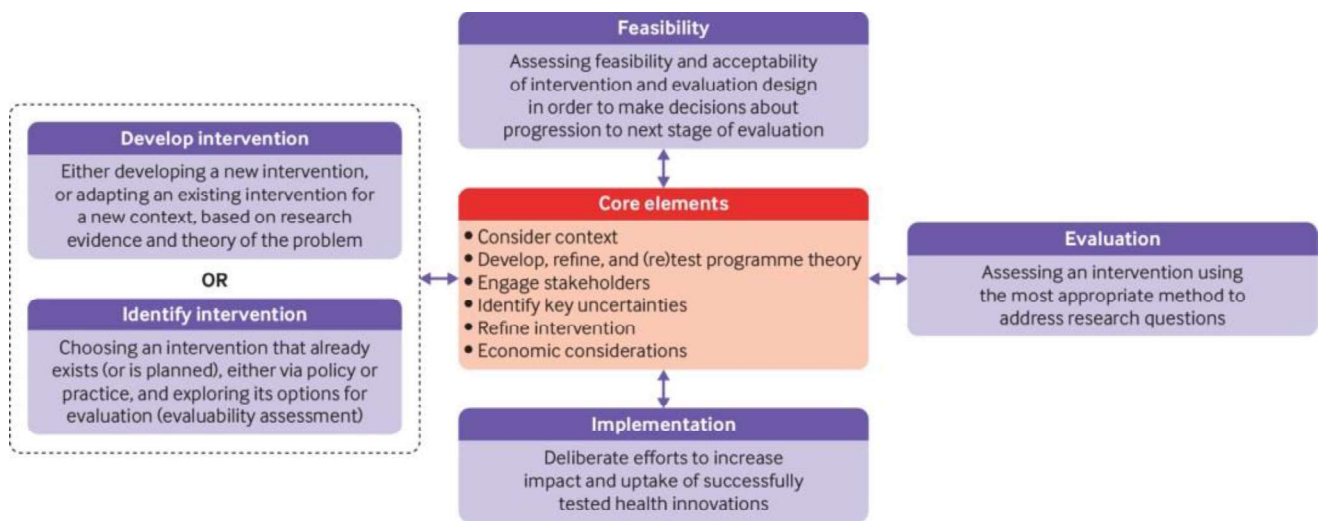 Feasibility
Assessing feasibility and acceptability
of intervention and evaluation design
in order to make decisions about
progression to next stage of evaluation
Develop intervention
Either developing a new intervention,
or adapting an existing intervention for
a new context, based on research
evidence and theory of the problem
OR
Identify intervention
Choosing an intervention that already
exists (or is planned), either via policy or
practice, and exploring its options for
evaluation (evaluability assessment)
Core elements
• Consider context
• Develop, refine, and (re)test programme theory
• Engage stakeholders
• Identify key uncertainties
• Refine intervention
• Economic considerations
Evaluation
Assessing an intervention using
the most appropriate method to
address research questions
Implementation
Deliberate efforts to increase
impact and uptake of successfully
tested health innovations